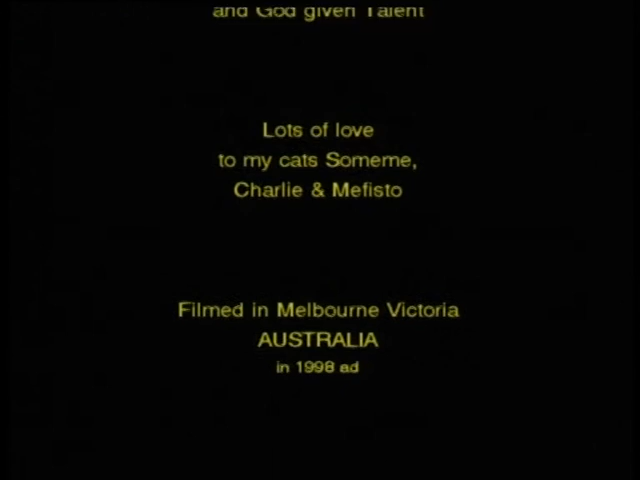 and God given Talent
Lots of love
to my cats Someme,
Charlie & Mefisto
Filmed in Melbourne Victoria
AUSTRALIA
in 1998 ad